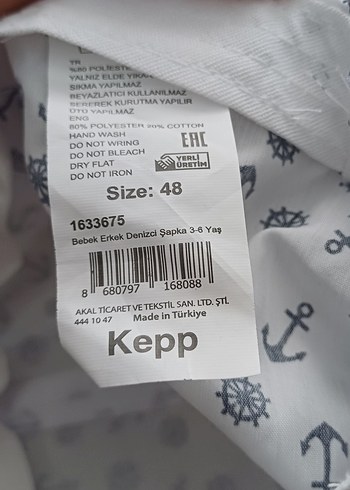 TR
%80 POLİESTE
YALNIZ ELDE YIKA
SIKMA YAPILMAZ
BEYAZLATICI KULLANILMAZ
SEREREK KURUTMA YAPILIR
ÜTÜ YAPILMAZ
ENG
80% POLYESTER 20% COTTON
HAND WASH
DO NOT WRING
DO NOT BLEACH
DRY FLAT
DO NOT IRON
EAC
YERLİ
ÜRETİM
Size: 48
1633675
Bebek Erkek Denizci Şapka 3-6 Yaş
8 680797 168088
AKAL TİCARET VE TEKSTİL SAN. LTD. ŞTİ.
444 10 47 Made in Türkiye
Kepp